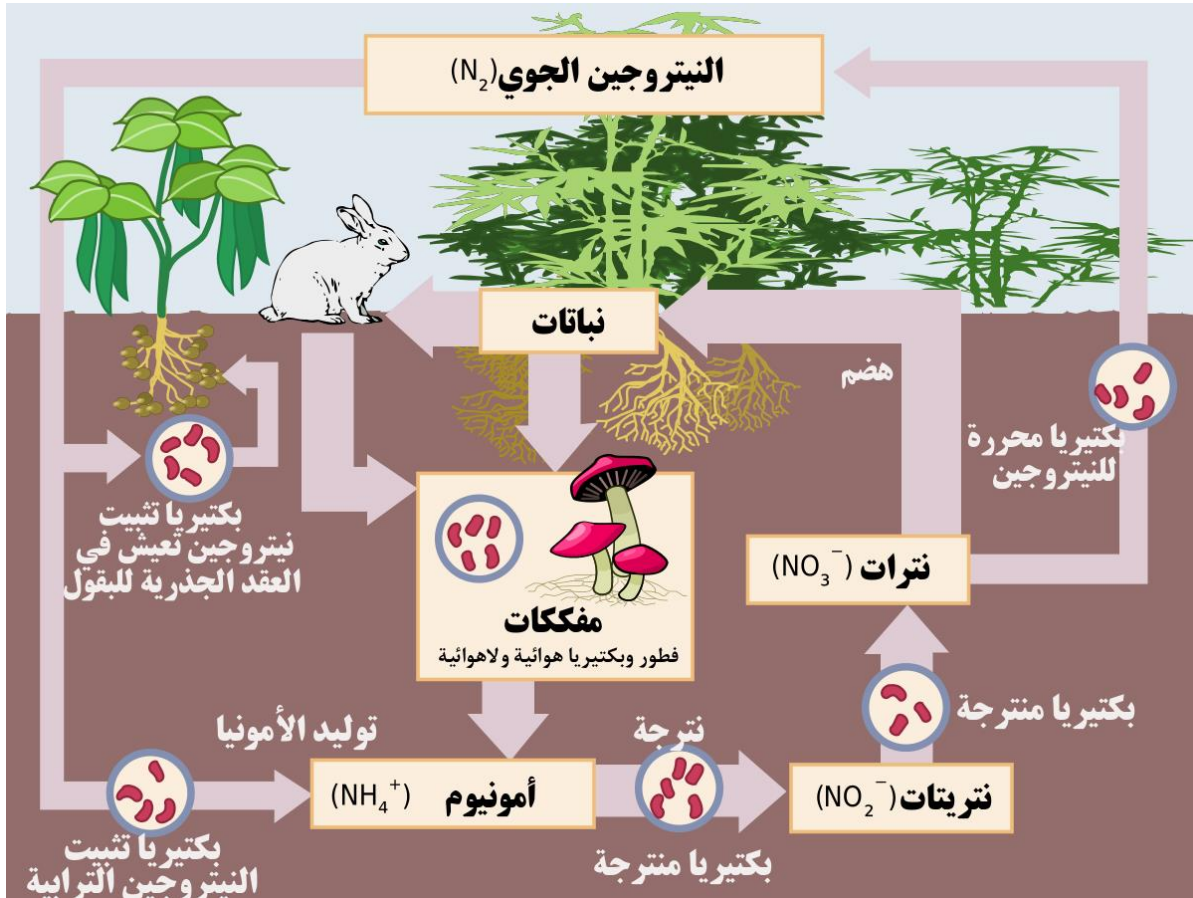 النيتروجين الجوي (N₂)
نباتات
هضم
بكتيريا محررة
للنيتروجين
بكتيريا تثبيت
نيتروجين تعيش في
العقد الجذرية للبقول
نترات (NO₃⁻)
مفككات
فطور وبكتيريا هوائية ولاهوائية
بكتيريا منترجة
نترجة
توليد الأمونيا
أمونيوم (NH₄⁺)
نتريتات (NO₂⁻)
بكتيريا منترجة
بكتيريا تثبيت
النيتروجين الترابية